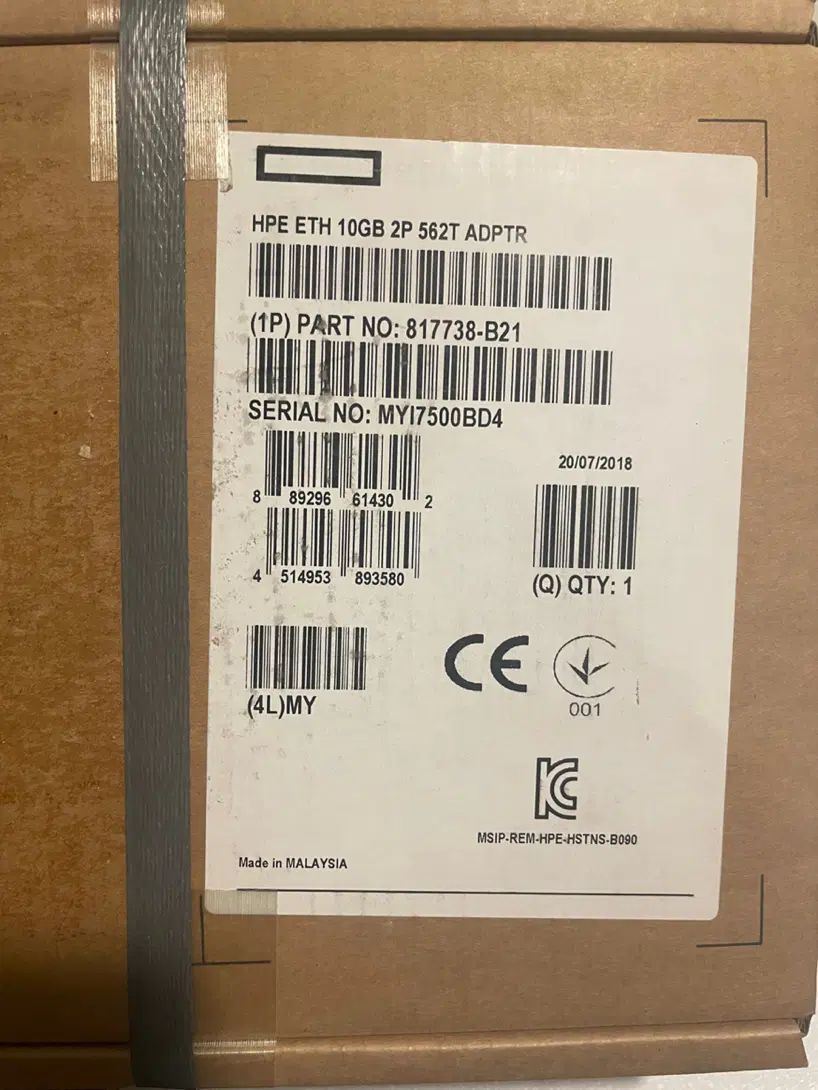 HPE ETH 10GB 2P 562T ADPTR
(1P) PART NO: 817738-B21
SERIAL NO: MYI7500BD4
20/07/2018
8 89296 61430 2
4 514953 893580
(Q) QTY: 1
(4L)MY
CE
001
KC
MSIP-REM-HPE-HSTNS-B090
Made in MALAYSIA